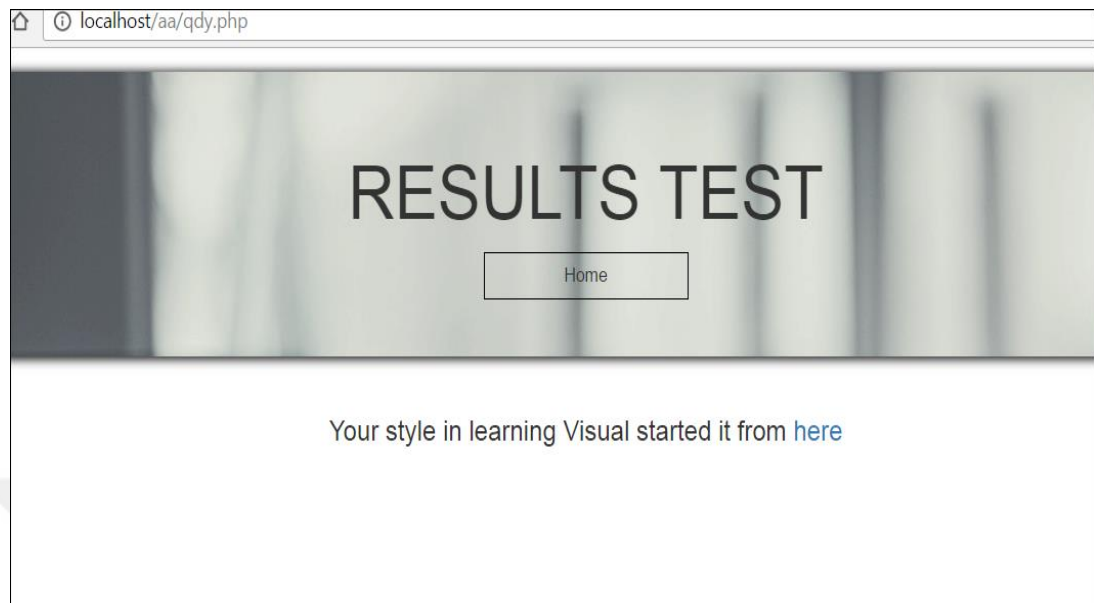 localhost/aa/qdy.php
RESULTS TEST
Home
Your style in learning Visual started it from here